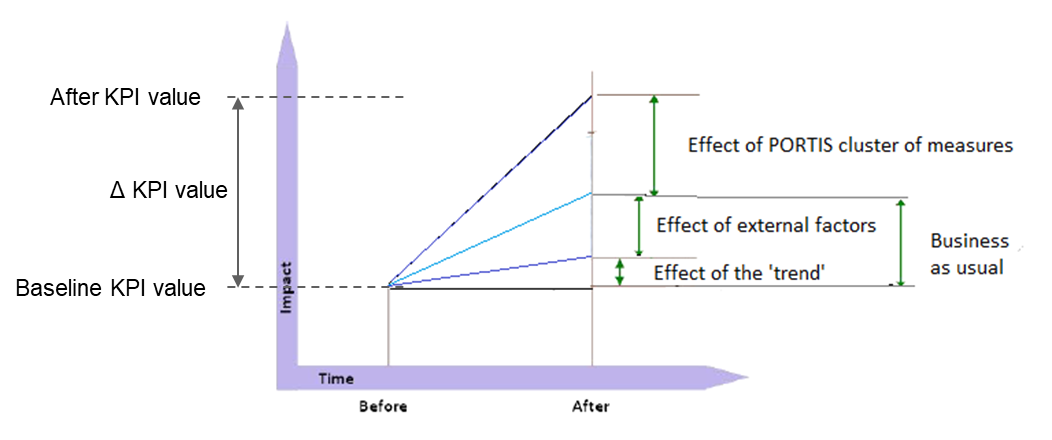 After KPI value
Effect of PORTIS cluster of measures
Δ KPI value
Effect of external factors
Business
as usual
Effect of the 'trend'
Baseline KPI value
Impact
Time
Before
After